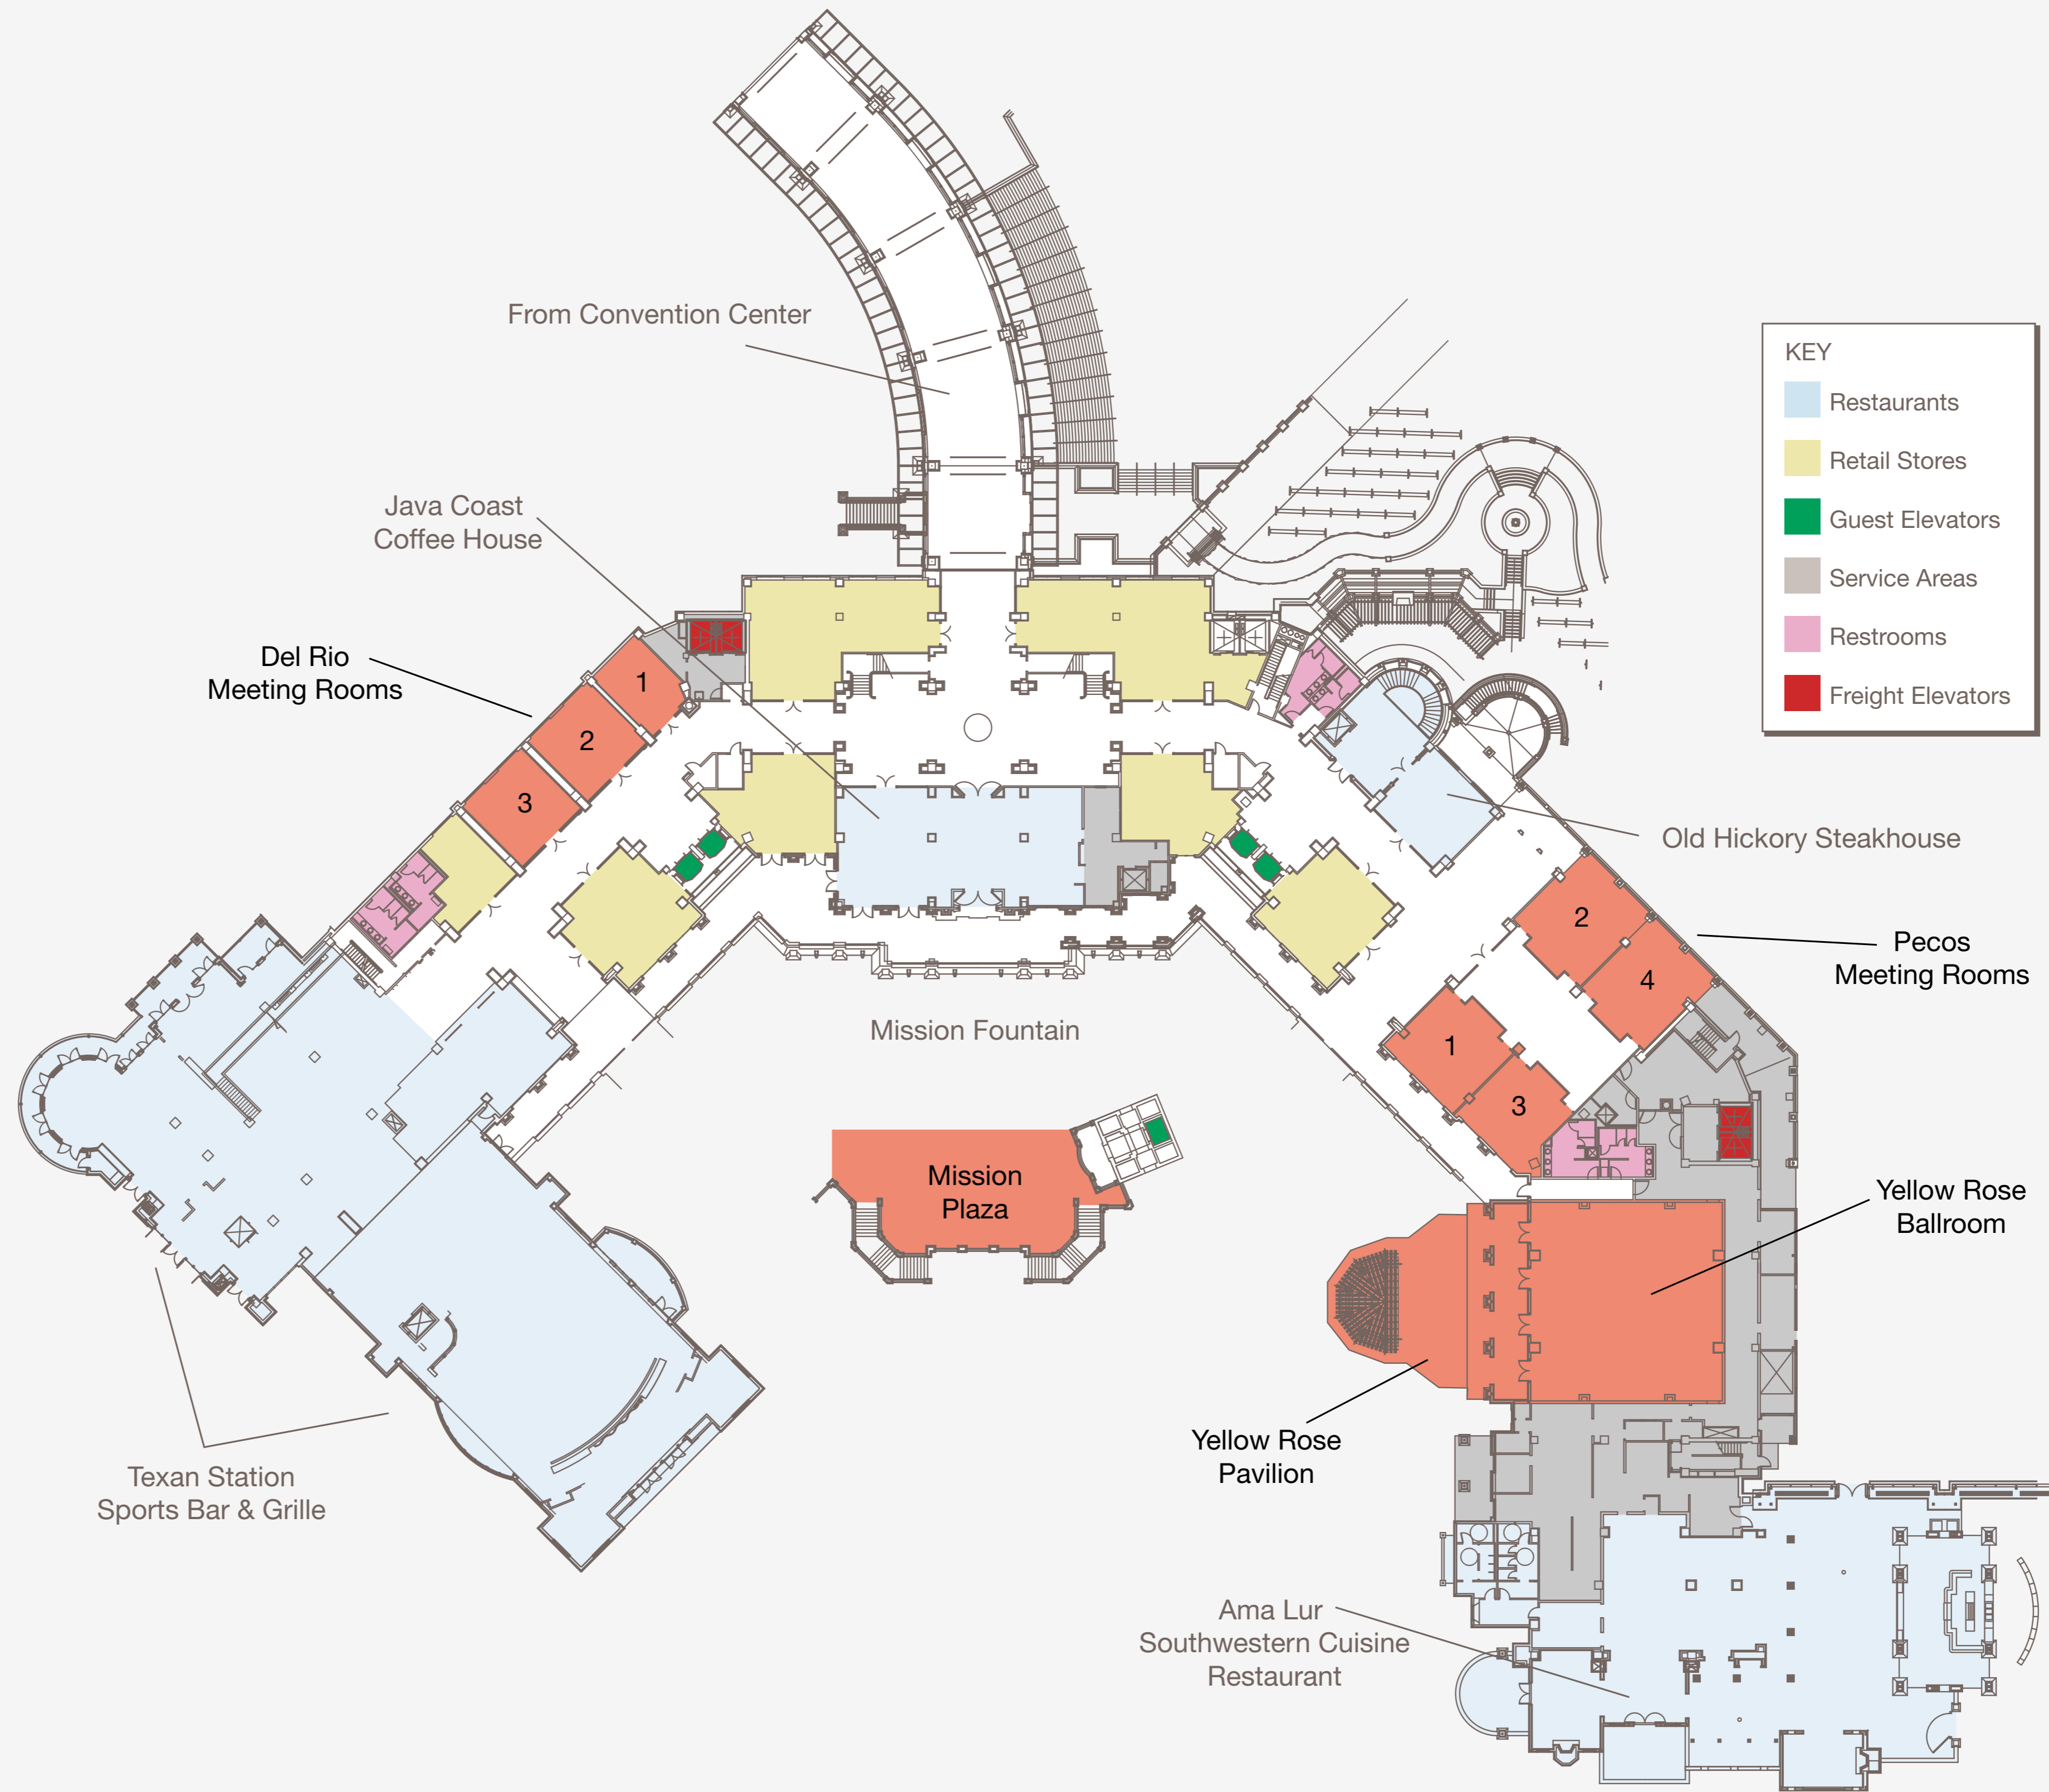 From Convention Center
Java Coast
Coffee House
Del Rio
Meeting Rooms
1
2
3
KEY
Restaurants
Retail Stores
Guest Elevators
Service Areas
Restrooms
Freight Elevators
Old Hickory Steakhouse
2
4
1
3
Pecos
Meeting Rooms
Mission Fountain
Mission
Plaza
Yellow Rose
Ballroom
Yellow Rose
Pavilion
Texan Station
Sports Bar & Grille
Ama Lur
Southwestern Cuisine
Restaurant